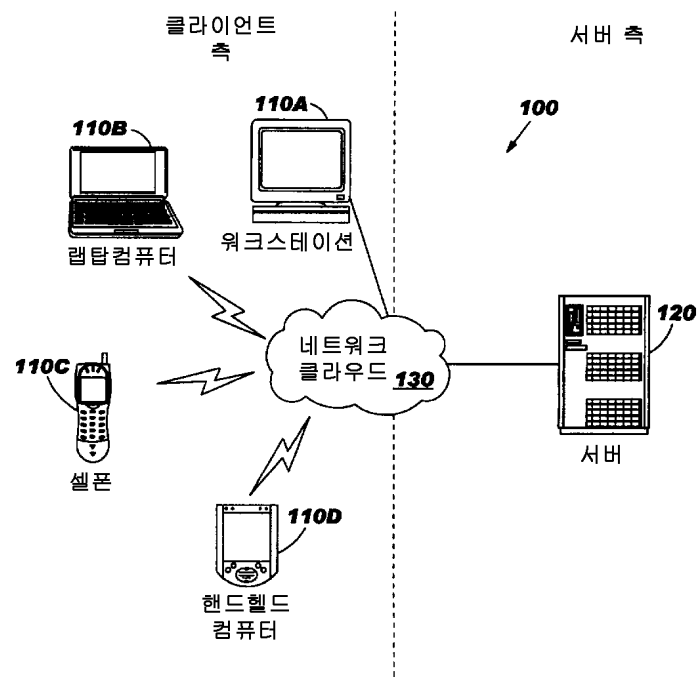 클라이언트
측
서버 측
110A
100
110B
워크스테이션
랩탑컴퓨터
네트워크
클라우드 130
120
110C
서버
셀폰
110D
핸드헬드
컴퓨터